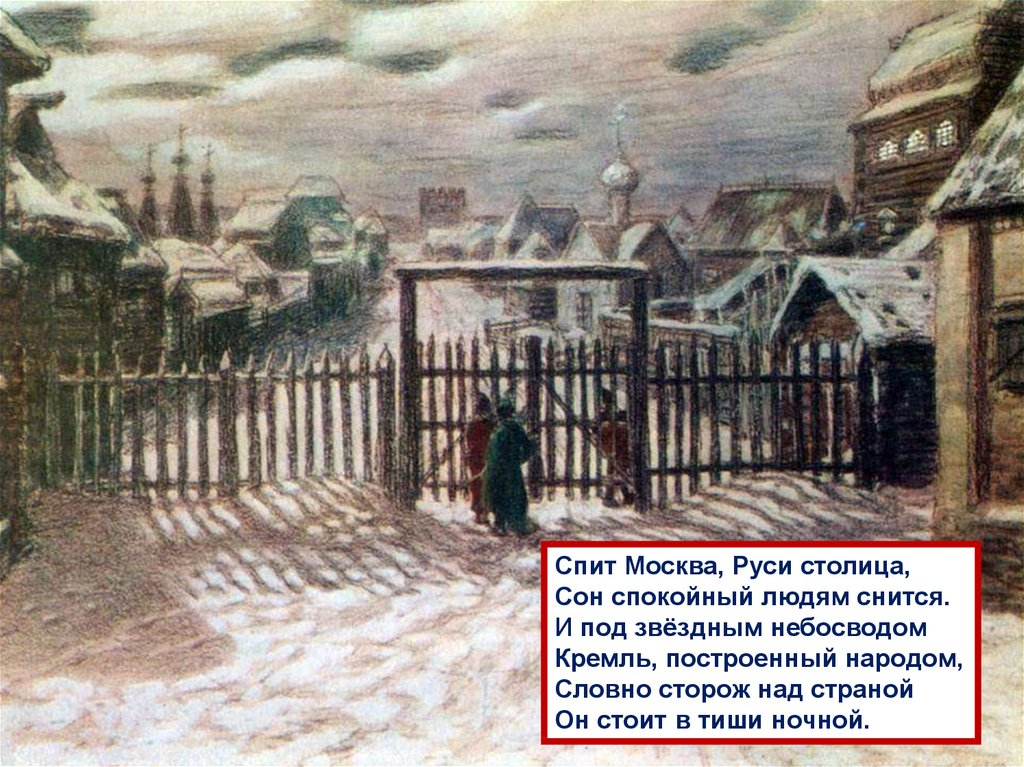 Спит Москва, Руси столица,
Сон спокойный людям снится.
И под звёздным небосводом
Кремль, построенный народом,
Словно сторож над страной
Он стоит в тиши ночной.